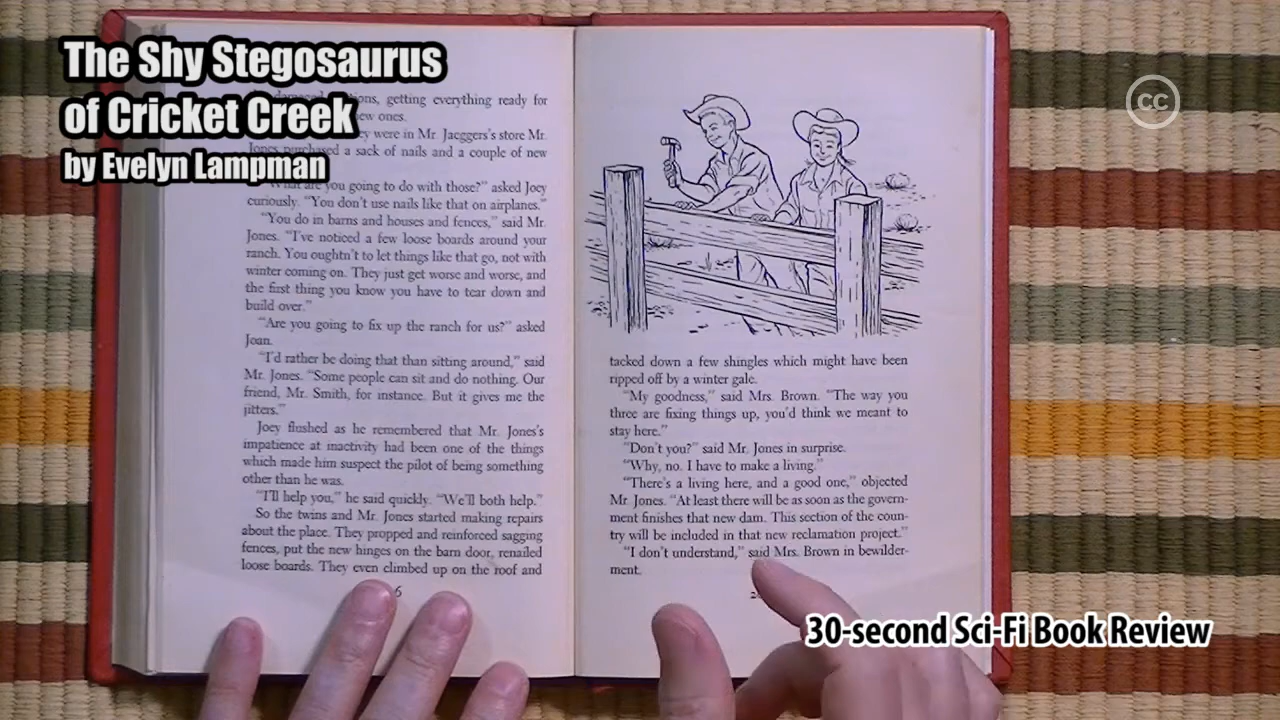 The Shy Stegosaurus
of Cricket Creek
by Evelyn Lampman
cc
getting everything ready for
ew ones.
ey were in Mr. Jaeggers's store Mr.
Jones purchased a sack of nails and a couple of new
"What are you going to do with those?" asked Joey
curiously. "You don't use nails like that on airplanes."
"You do in barns and houses and fences," said Mr.
Jones. "I've noticed a few loose boards around your
ranch. You oughtn't to let things like that go, not with
winter coming on. They just get worse and worse, and
the first thing you know you have to tear down and
build over."
"Are you going to fix up the ranch for us?" asked
Joan.
"I'd rather be doing that than sitting around," said
Mr. Jones. "Some people can sit and do nothing. Our
friend, Mr. Smith, for instance. But it gives me the
jitters."
Joey flushed as he remembered that Mr. Jones's
impatience at inactivity had been one of the things
which made him suspect the pilot of being something
other than he was.
"I'll help you," he said quickly. "We'll both help."
So the twins and Mr. Jones started making repairs
about the place. They propped and reinforced sagging
fences, put the new hinges on the barn door, renailed
loose boards. They even climbed up on the roof and
6
tacked down a few shingles which might have been
ripped off by a winter gale.
"My goodness," said Mrs. Brown. "The way you
three are fixing things up, you'd think we meant to
stay here."
"Don't you?" said Mr. Jones in surprise.
"Why, no. I have to make a living."
"There's a living here, and a good one," objected
Mr. Jones. "At least there will be as soon as the govern-
ment finishes that new dam. This section of the coun-
try will be included in that new reclamation project."
"I don't understand," said Mrs. Brown in bewilder-
ment.
30-second Sci-Fi Book Review